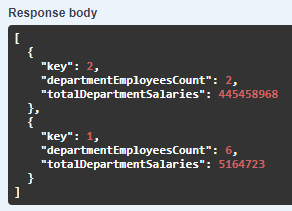 Response body
[
  {
    "key": 2,
    "departmentEmployeesCount": 2,
    "totalDepartmentSalaries": 445458968
  },
  {
    "key": 1,
    "departmentEmployeesCount": 6,
    "totalDepartmentSalaries": 5164723
  }
]